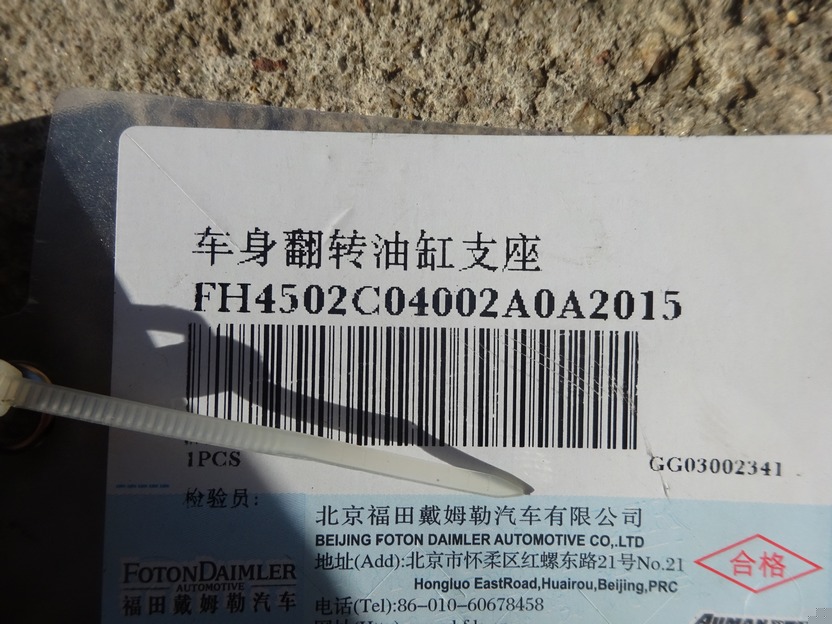 车身翻转油缸支座
FH4502C04002A0A2015
1PCS
GG03002341
检验员:
北京福田戴姆勒汽车有限公司
BEIJING FOTON DAIMLER AUTOMOTIVE CO,.LTD
地址(Add):北京市怀柔区红螺东路21号No.21
Hongluo EastRoad,Huairou,Beijing,PRC
电话(Tel):86-010-60678458
合格
FOTONDAIMLER
AUTOMOTIVE
福田戴姆勒汽车